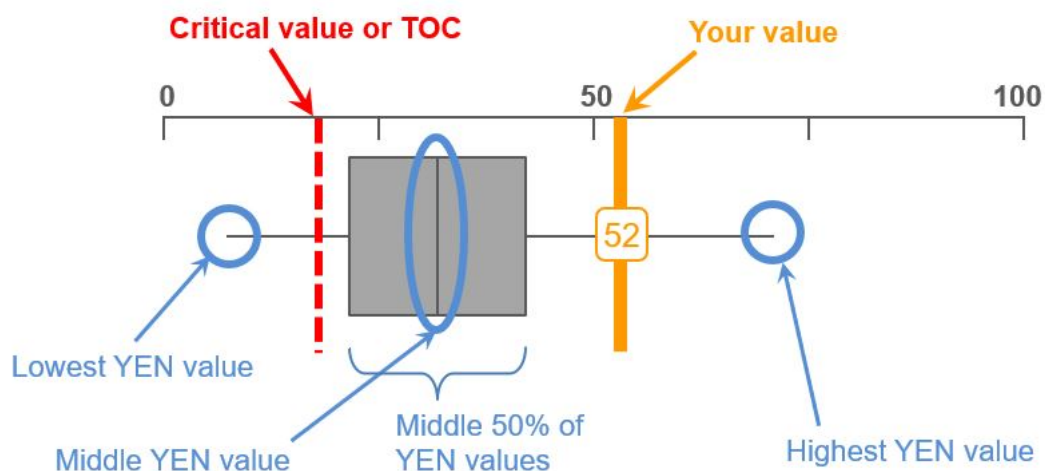 Critical value or TOC
Your value
0
50
100
52
Lowest YEN value
Middle YEN value
Middle 50% of
YEN values
Highest YEN value